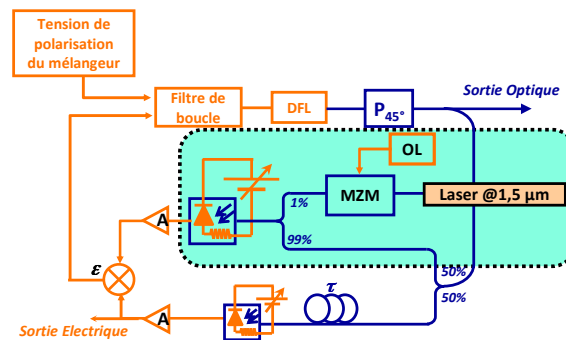 Tension de
polarisation
du mélangeur
Filtre de
boucle
DFL
P45°
Sortie Optique
OL
MZM
Laser @1,5 µm
1%
99%
A
ε
50%
50%
τ
A
Sortie Electrique